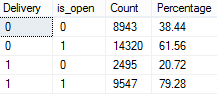 Delivery is_open Count Percentage
0 0 8943 38.44
0 1 14320 61.56
1 0 2495 20.72
1 1 9547 79.28